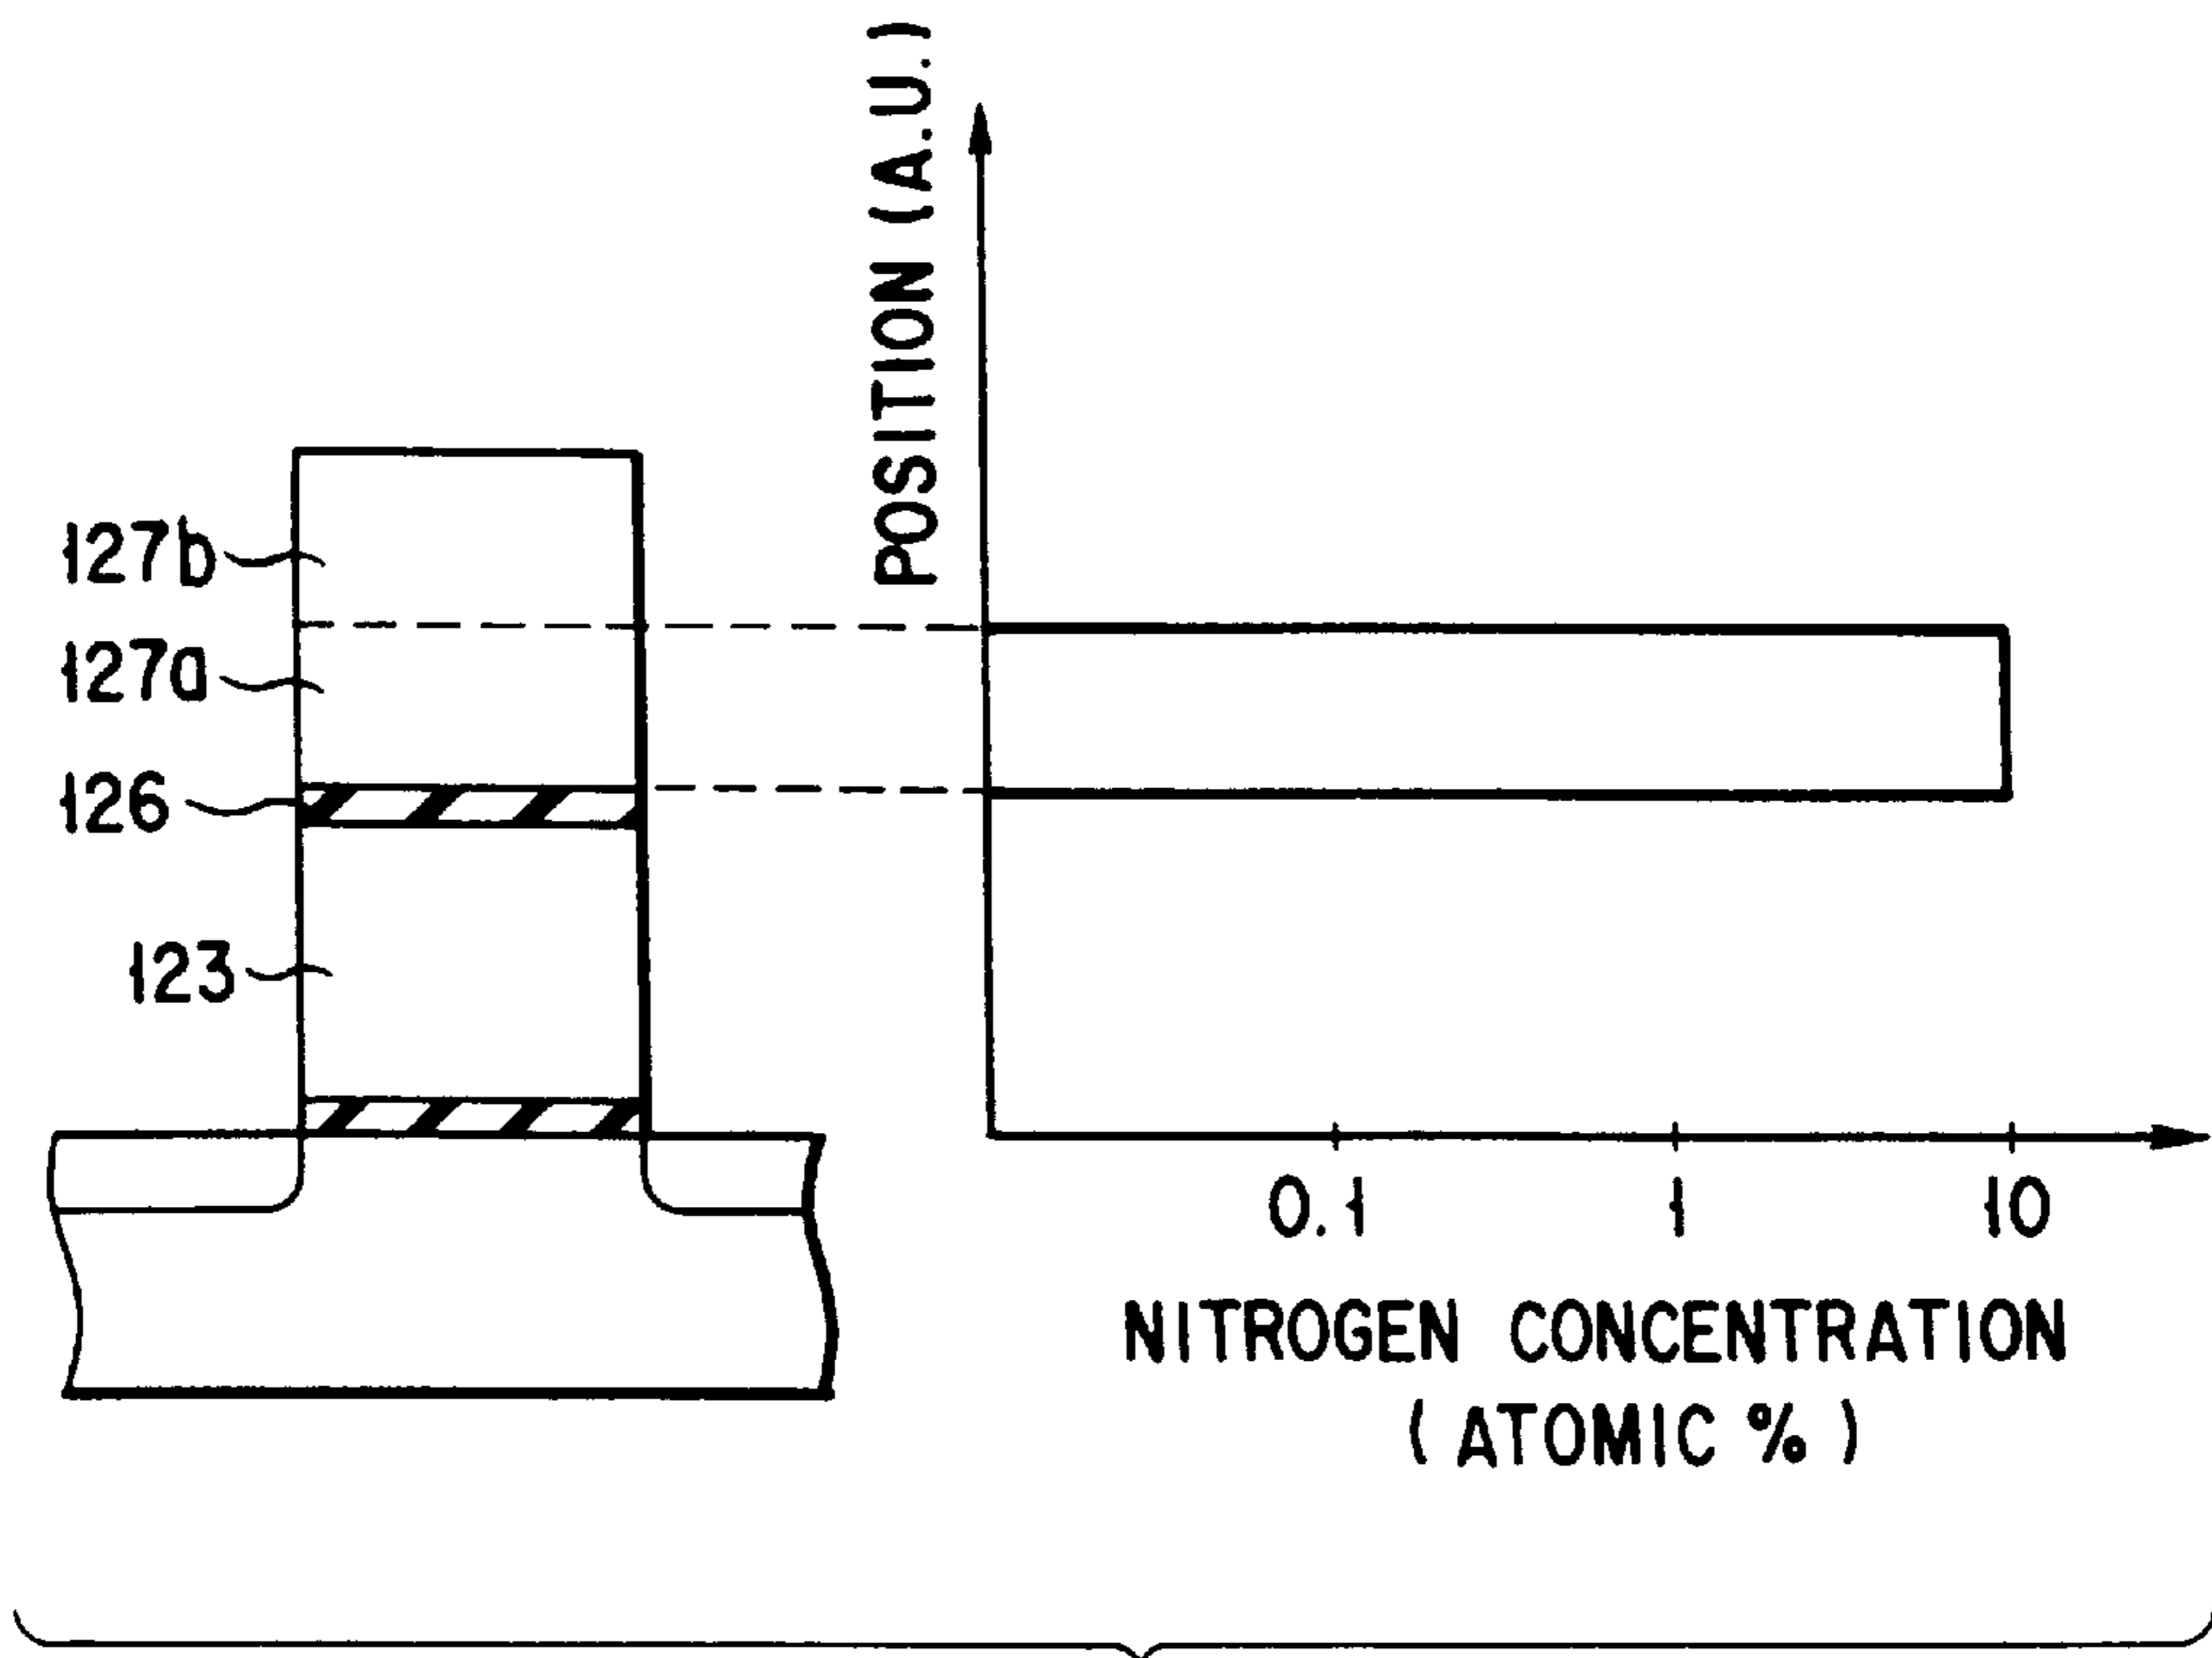 POSITION (A.U.)
127b
127a
126
123
0.1 1 10
NITROGEN CONCENTRATION
( ATOMIC % )